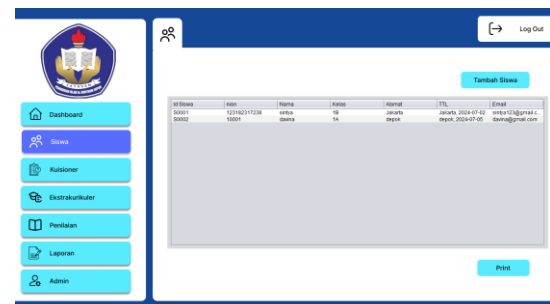 Log Out
Tambah Siswa
Id Siswa nisn Nama Kelas Alamat TTL Email
S0001 123182317238 sintya 1B Jakarta Jakarta, 2024-07-02 sintya123@gmail.c...
S0002 10001 davina 1A depok depok, 2024-07-05 davina@gmail.com
Dashboard
Siswa
Kuisioner
Ekstrakurikuler
Penilaian
Laporan
Admin
Print